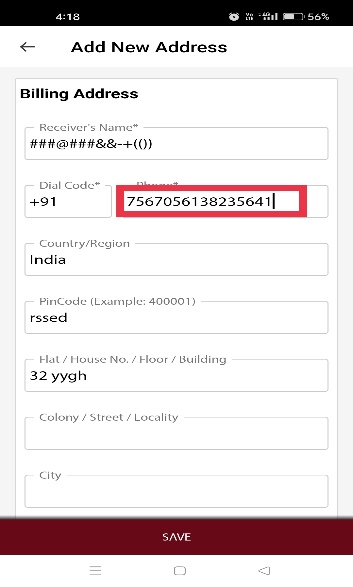 4:18
56%
Add New Address
Billing Address
Receiver's Name*
###@###&&-+(())
Dial Code*
Phone*
+91
7567056138235641
Country/Region
India
PinCode (Example: 400001)
rssed
Flat / House No. / Floor / Building
32 yygh
Colony / Street / Locality
City
SAVE